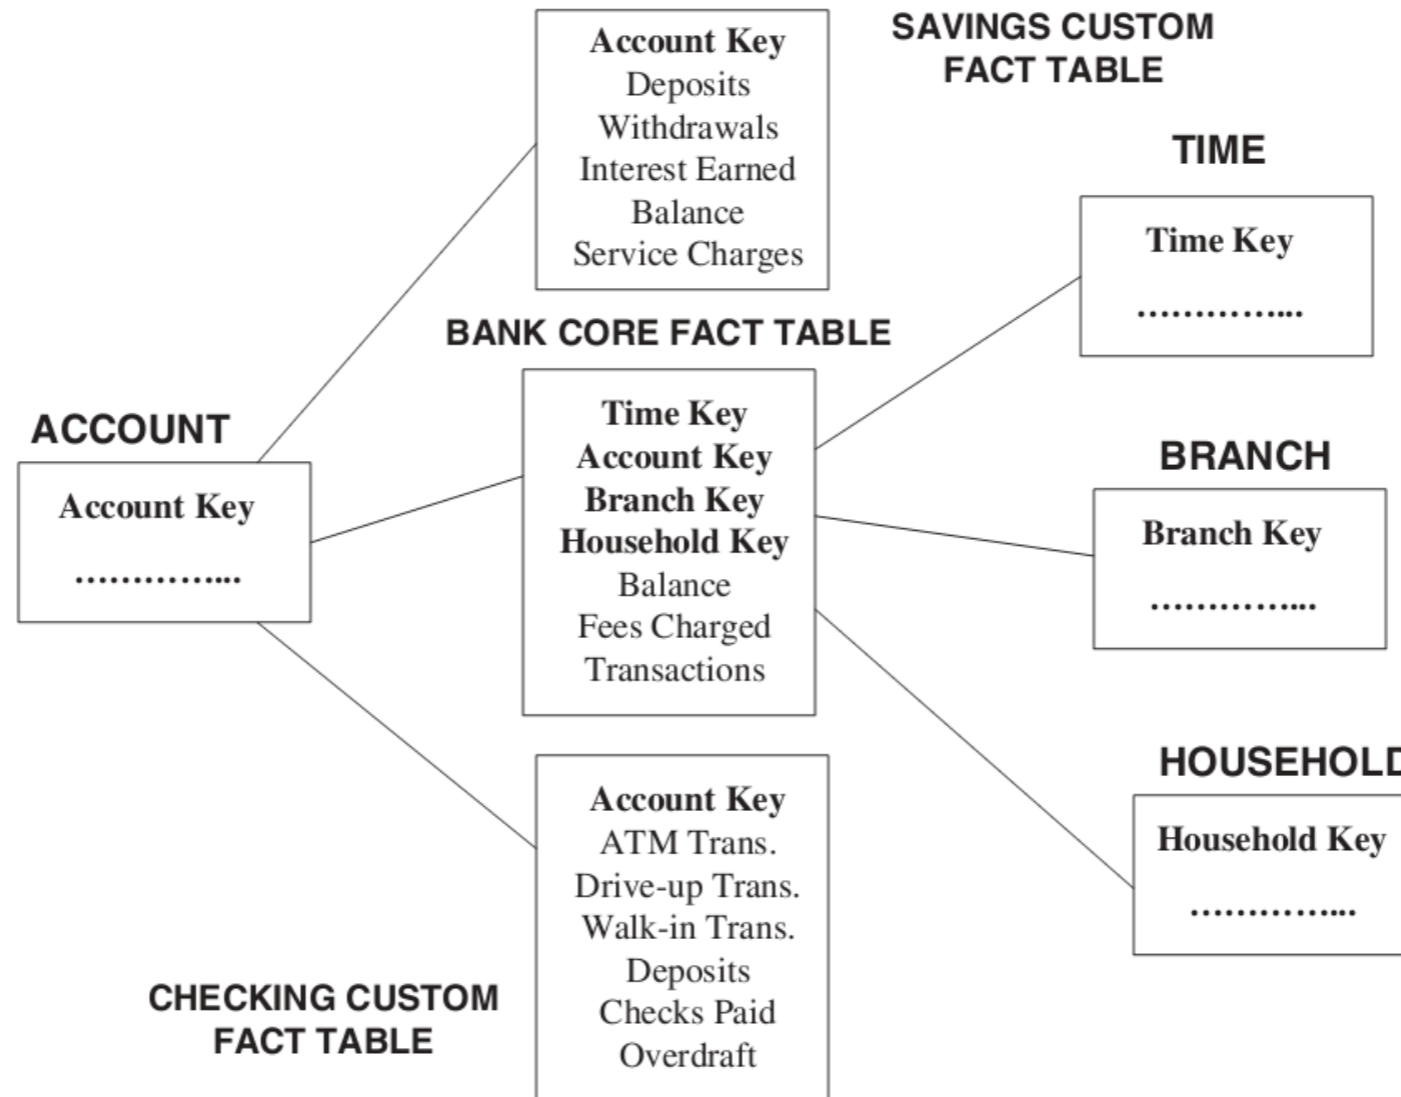 SAVINGS CUSTOM
FACT TABLE
Account Key
Deposits
Withdrawals
Interest Earned
Balance
Service Charges
TIME
Time Key
................
BANK CORE FACT TABLE
Time Key
Account Key
Branch Key
Household Key
Balance
Fees Charged
Transactions
ACCOUNT
Account Key
................
BRANCH
Branch Key
................
HOUSEHOLD
Household Key
................
Account Key
ATM Trans.
Drive-up Trans.
Walk-in Trans.
Deposits
Checks Paid
Overdraft
CHECKING CUSTOM
FACT TABLE